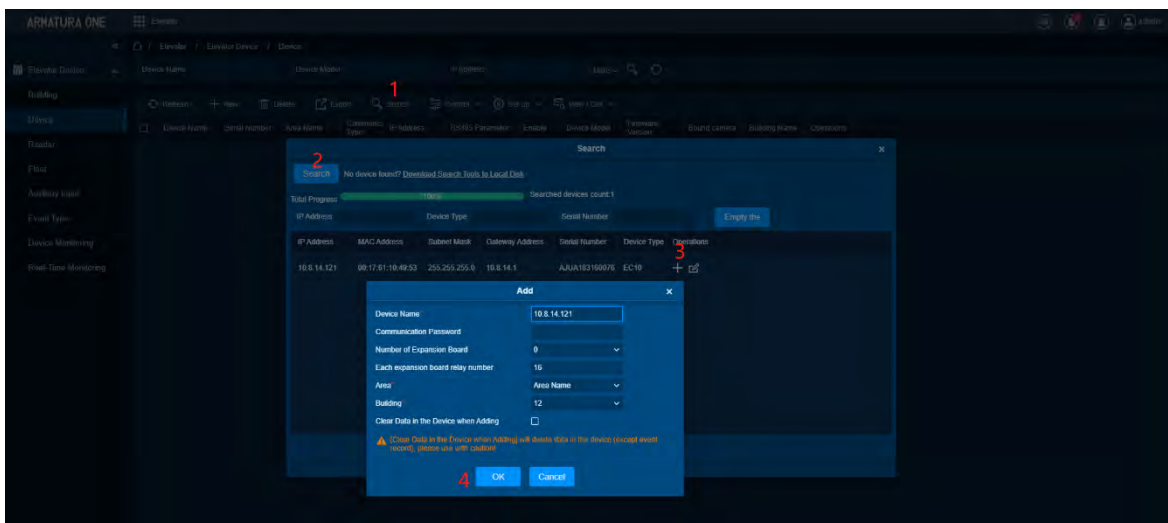 ARMATURA ONE Elevator admin
/ Elevator / Elevator Device / Device
Elevator Device Device Name Device Model IP Address More
1
Building
Refresh New Delete Export Search Control Set up View / Get
Device
Device Name Serial Number Area Name Communication Type IP Address RS485 Parameter Enable Device Model Firmware Version Bound camera Building Name Operations
Reader
Search
2
Floor
Search No device found? Download Search Tools to Local Disk
Auxiliary Input
Total Progress 100% Searched devices count:1
Event Type
IP Address Device Type Serial Number Empty the
Device Monitoring
IP Address MAC Address Subnet Mask Gateway Address Serial Number Device Type Operations
3
Real-Time Monitoring
10.8.14.121 00:17:61:10:49:53 255.255.255.0 10.8.14.1 AJUA183160076 EC10
Add
Device Name 10.8.14.121
Communication Password
Number of Expansion Board 0
Each expansion board relay number 16
Area* Area Name
Building 12
Clear Data in the Device when Adding
[Clear Data in the Device when Adding] will delete data in the device (except event
record), please use with caution!
4 OK Cancel